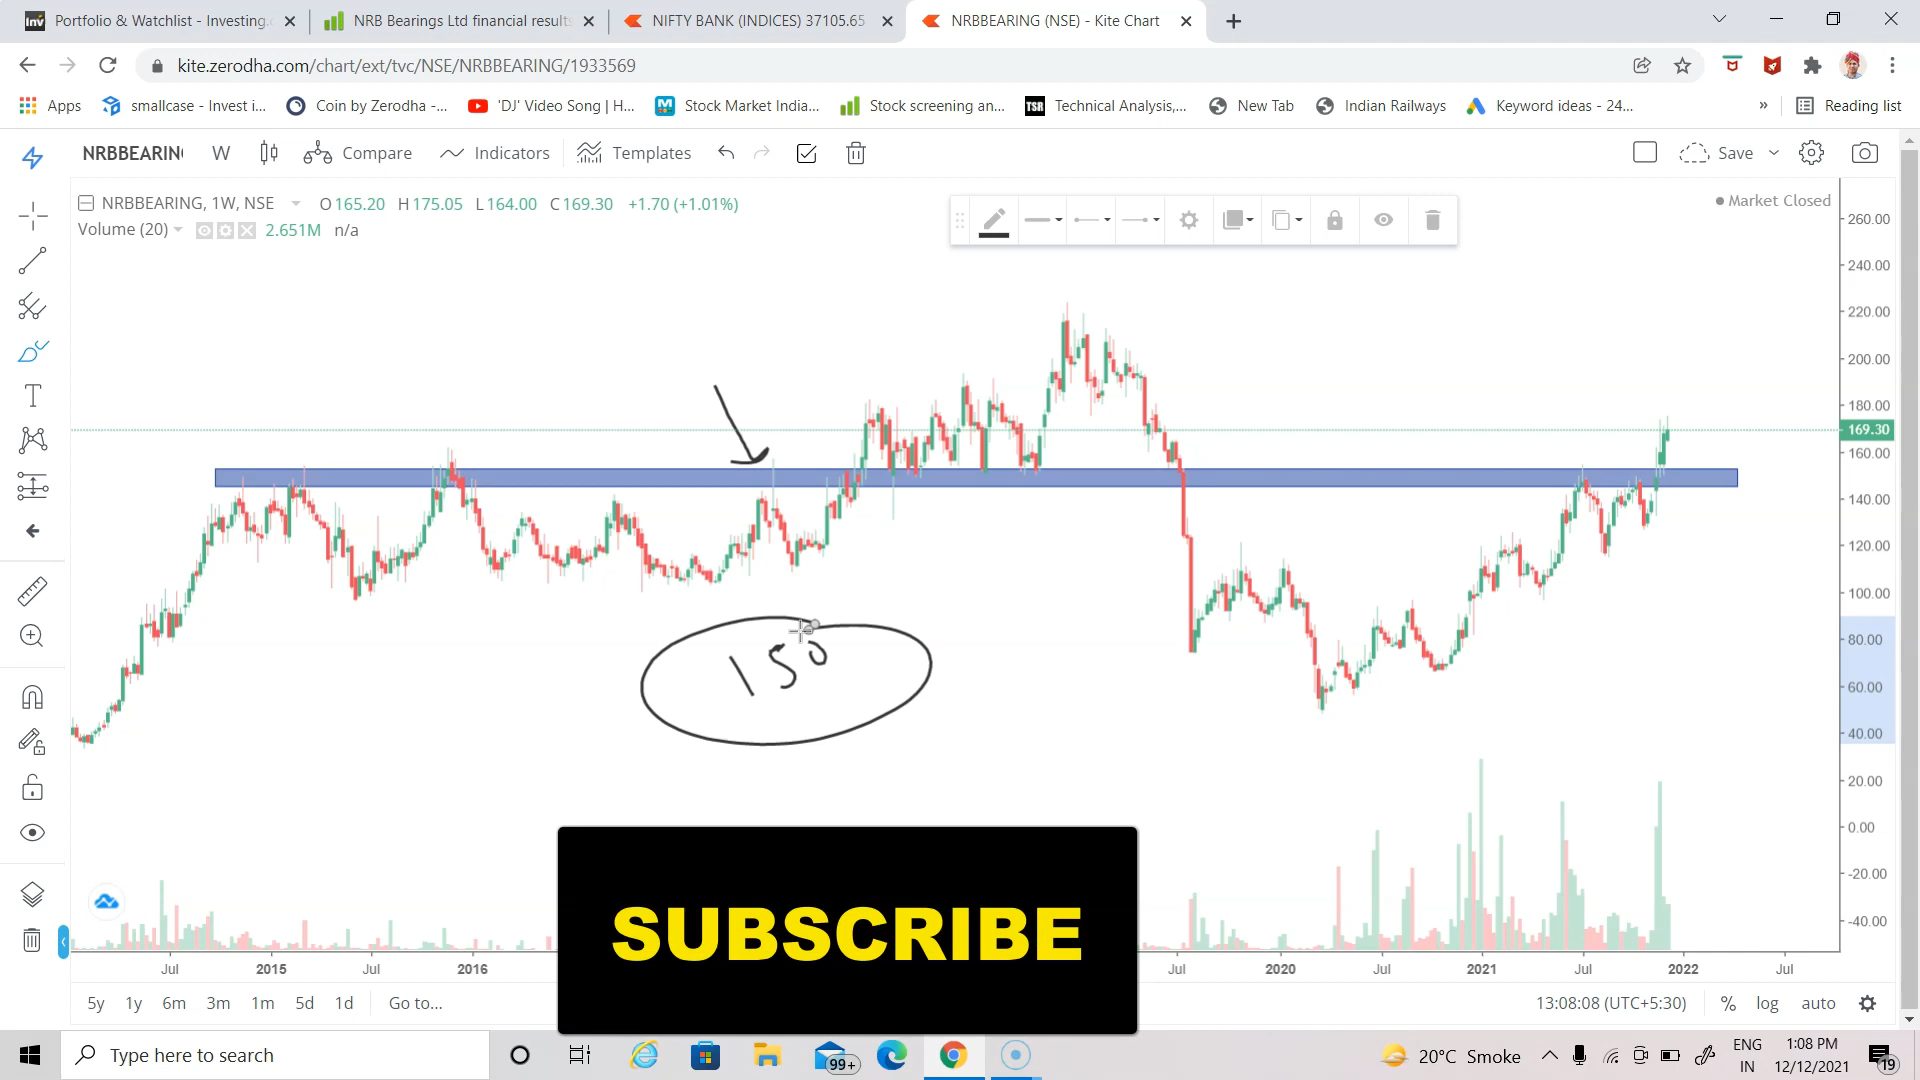 Portfolio & Watchlist - Investing.
NRB Bearings Ltd financial results
NIFTY BANK (INDICES) 37105.65
NRBBEARING (NSE) - Kite Chart
kite.zerodha.com/chart/ext/tvc/NSE/NRBBEARING/1933569
Apps
smallcase - Invest i...
Coin by Zerodha -...
'DJ' Video Song | H...
Stock Market India...
Stock screening an...
TSR
Technical Analysis,...
New Tab
Indian Railways
Keyword ideas - 24...
»
Reading list
NRBBEARIN
W
Compare
Indicators
Templates
Save
NRBBEARING, 1W, NSE
O 165.20 H 175.05 L 164.00 C 169.30 +1.70 (+1.01%)
Market Closed
Volume (20)
2.651M n/a
260.00
240.00
220.00
200.00
180.00
169.30
160.00
140.00
120.00
100.00
80.00
60.00
40.00
20.00
0.00
-20.00
-40.00
150
SUBSCRIBE
Jul
2015
Jul
2016
Jul
2020
Jul
2021
Jul
2022
Jul
5y 1y 6m 3m 1m 5d 1d Go to...
13:08:08 (UTC+5:30) % log auto
Type here to search
99+
20°C Smoke
ENG
IN
1:08 PM
12/12/2021
19